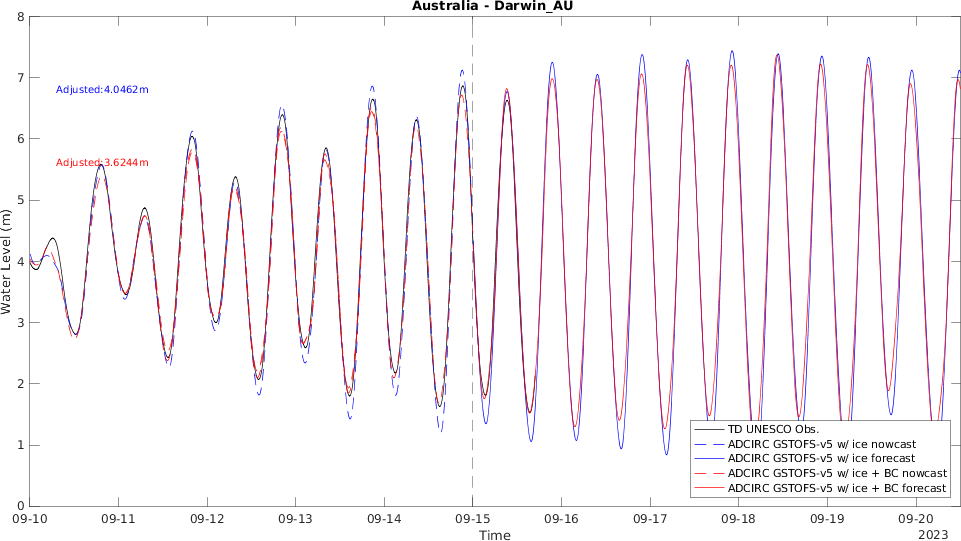 Australia - Darwin_AU
8
7
6
5
4
3
2
1
0
Water Level (m)
Adjusted:4.0462m
Adjusted:3.6244m
TD UNESCO Obs.
ADCIRC GSTOFS-v5 w/ ice nowcast
ADCIRC GSTOFS-v5 w/ ice forecast
ADCIRC GSTOFS-v5 w/ ice + BC nowcast
ADCIRC GSTOFS-v5 w/ ice + BC forecast
09-10 09-11 09-12 09-13 09-14 09-15 09-16 09-17 09-18 09-19 09-20
Time
2023